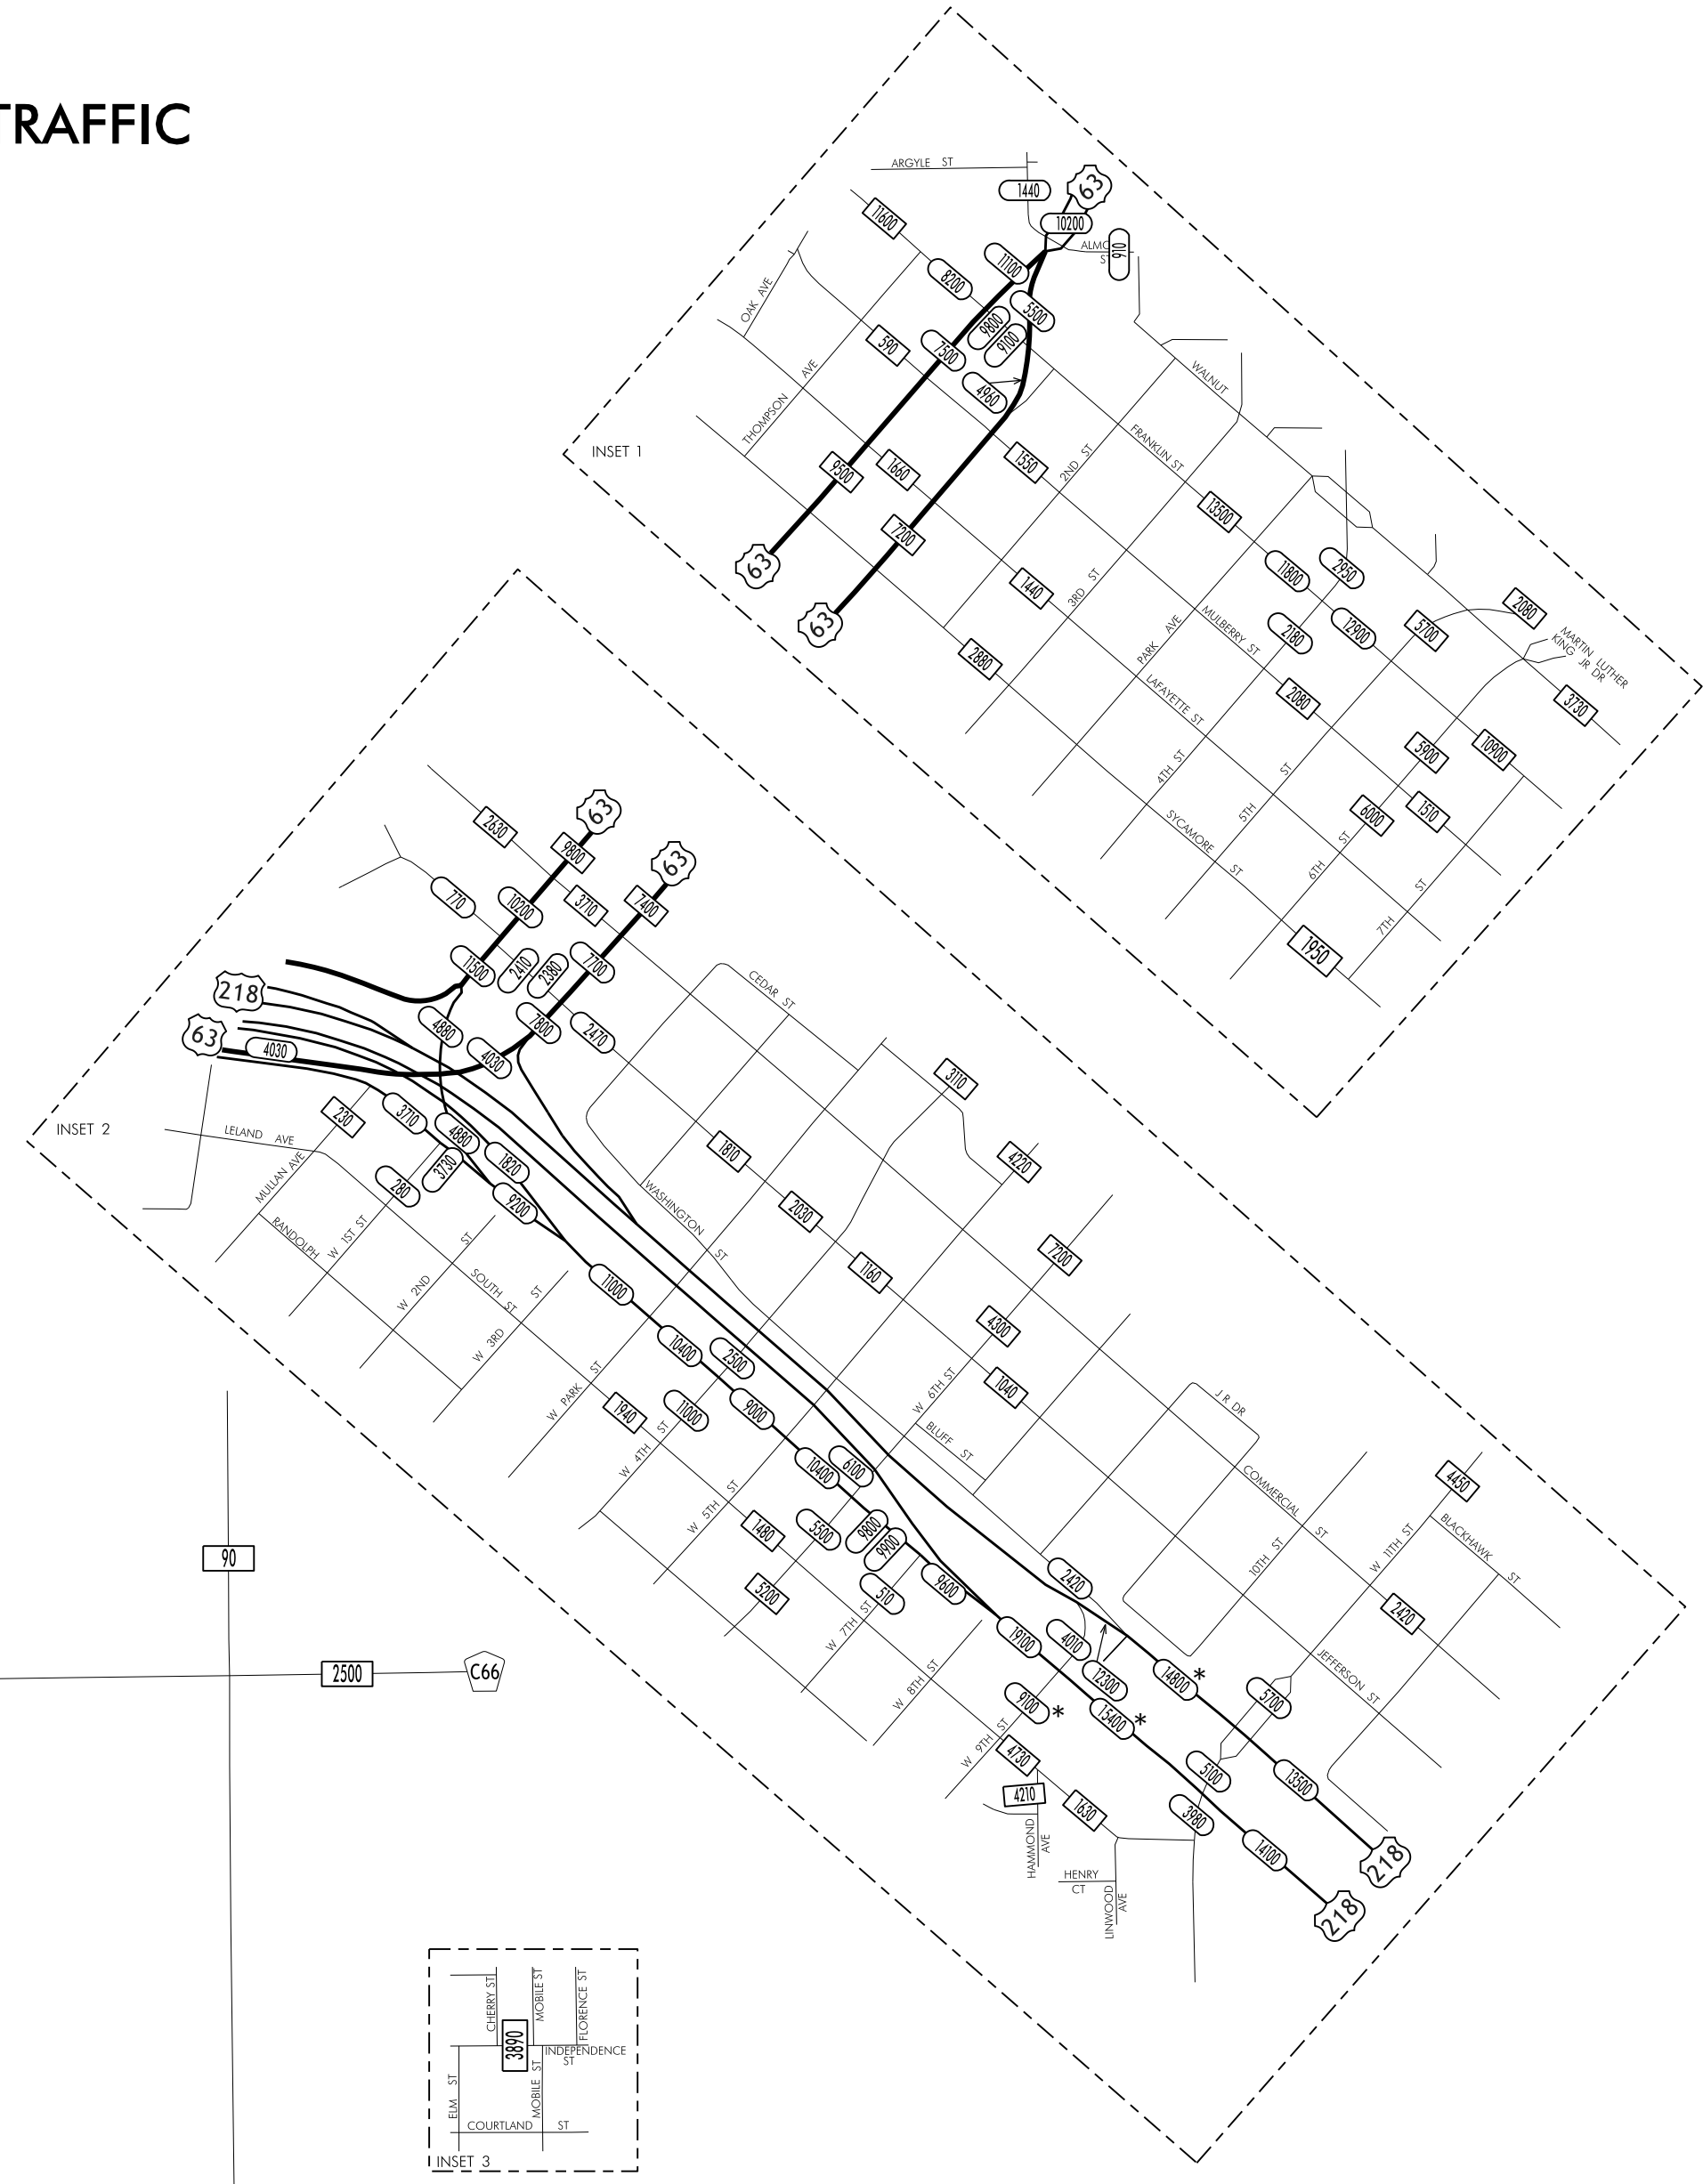 TRAFFIC
ARGYLE ST
63
1440
11600
10200
910
ALMO
ST
11100
8200
OAK AVE
5500
9800
9100
590
7500
4960
THOMPSON AVE
WALNUT
INSET 1
9500
1660
1550
2ND ST
FRANKLIN ST
13500
7200
63
63
1440
3RD ST
11800
2950
2080
2880
PARK AVE
MULBERRY ST
2180
12900
5700
MARTIN LUTHER
KING JR DR
LAFAYETTE ST
2080
3730
4TH ST
5900
10900
5TH ST
SYCAMORE ST
6000
1510
6TH ST
7TH ST
1950
63
63
2630
9800
770
10200
3710
7400
11500
2410
2380
7700
CEDAR ST
218
63
4030
4880
4030
7800
2470
3110
INSET 2
230
3710
4880
3730
1820
LELAND AVE
MULLAN AVE
280
9200
1810
4220
RANDOLPH
W 1ST ST
WASHINGTON ST
2030
7200
W 2ND ST
SOUTH ST
W 3RD ST
11000
1160
4300
10400
2500
W PARK ST
1940
11000
9000
W 6TH ST
1040
J R DR
BLUFF ST
W 4TH ST
10400
6100
COMMERCIAL ST
4450
W 5TH ST
1480
5500
9800
9900
10TH ST
W 11TH ST
BLACKHAWK ST
5200
510
9600
2420
2420
W 7TH ST
19100
4010
12300
14800 *
JEFFERSON ST
W 8TH ST
9100 *
15400 *
5700
W 9TH ST
4730
5100
13500
4210
1630
3980
14100
218
218
HAMMOND
AVE
HENRY
CT
LINWOOD
AVE
90
2500
C66
CHERRY ST
MOBILE ST
FLORENCE ST
3890
INDEPENDENCE
ST
ELM ST
MOBILE ST
COURTLAND ST
INSET 3